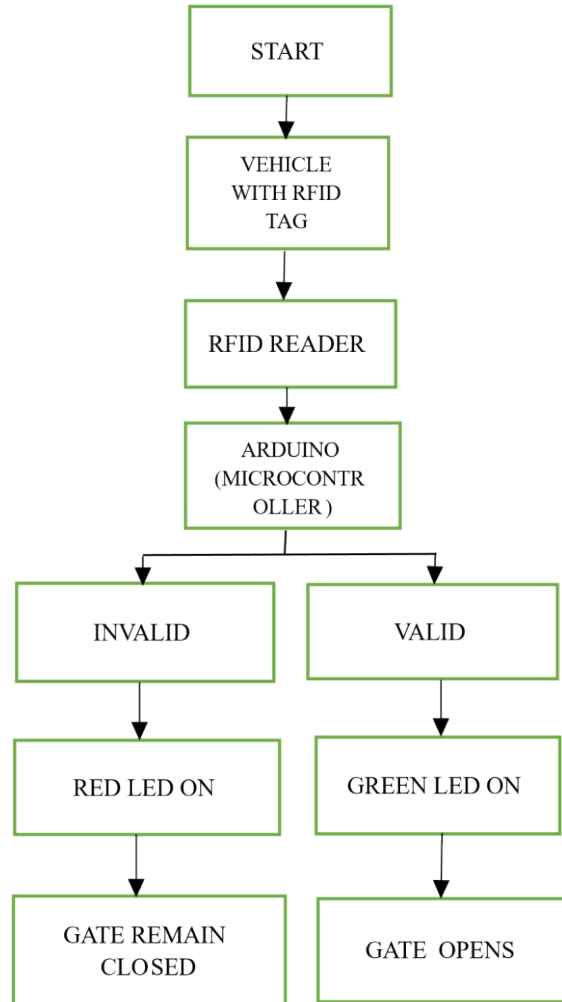 START
VEHICLE
WITH RFID
TAG
RFID READER
ARDUINO
(MICROCONTR
OLLER )
INVALID
VALID
RED LED ON
GREEN LED ON
GATE REMAIN
CLOSED
GATE OPENS